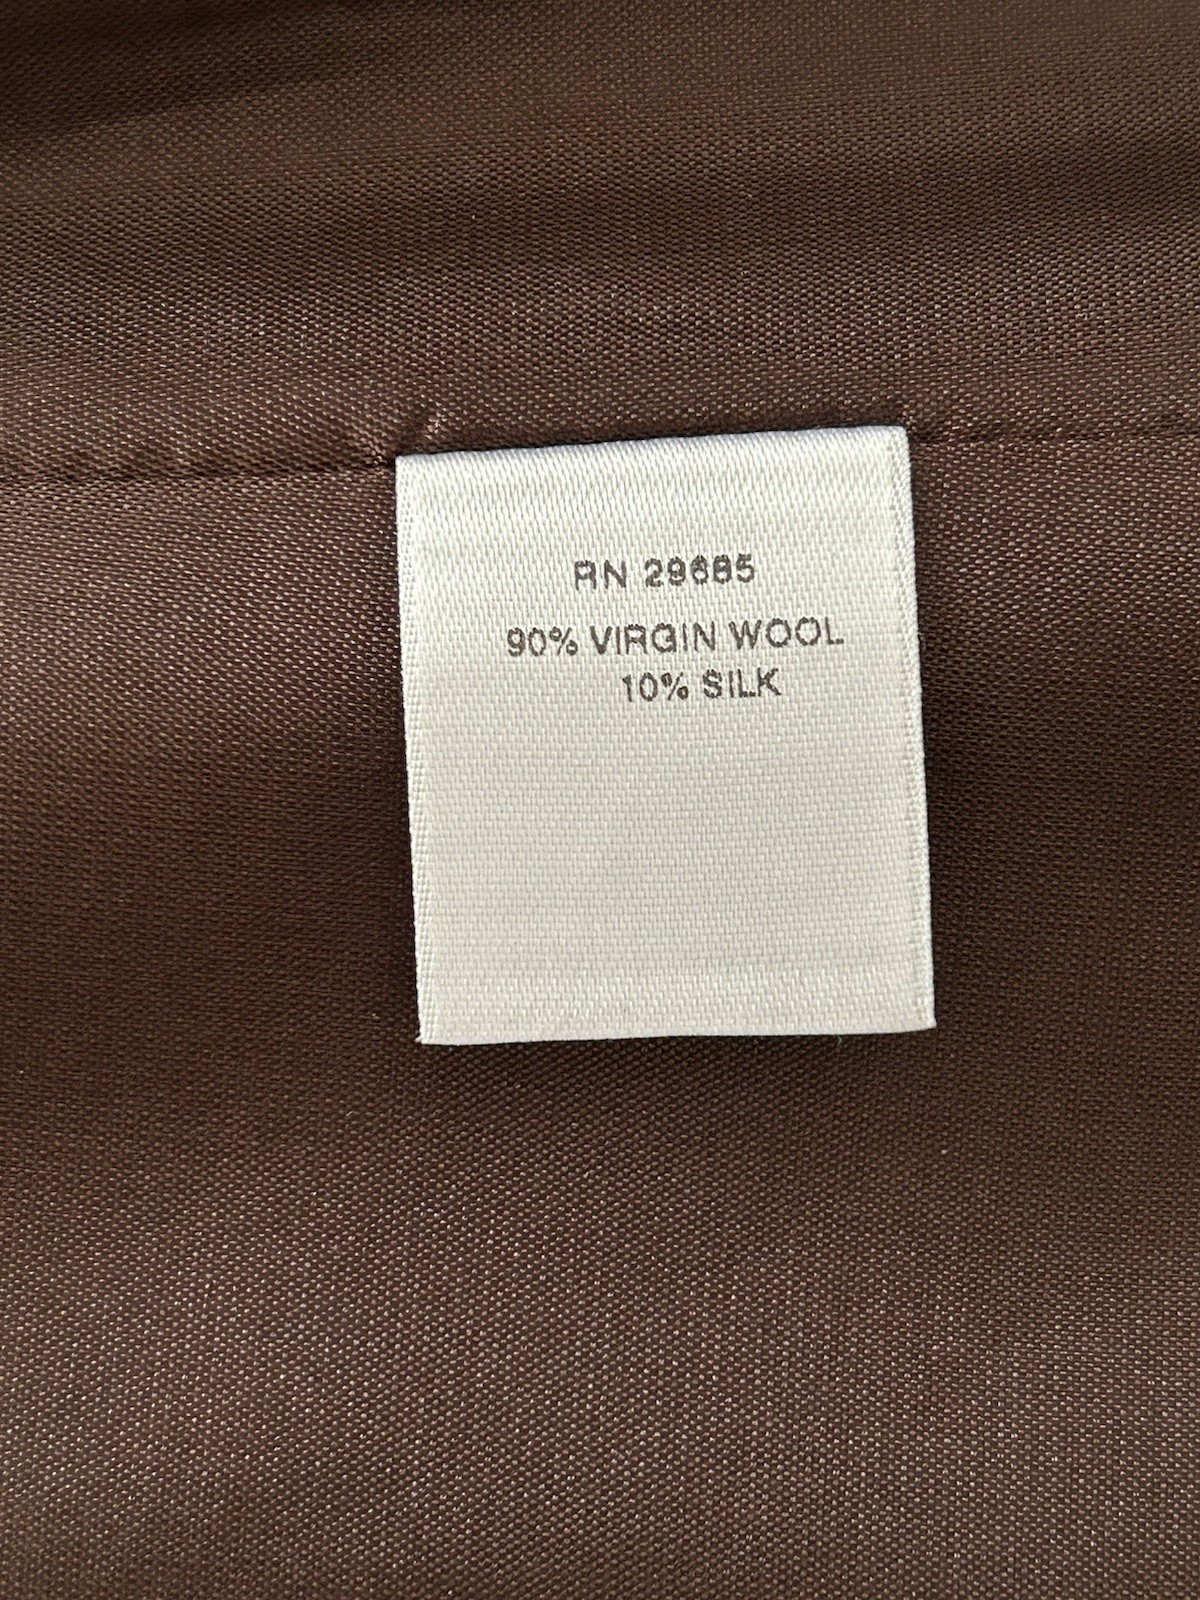 RN 29685
90% VIRGIN WOOL
10% SILK